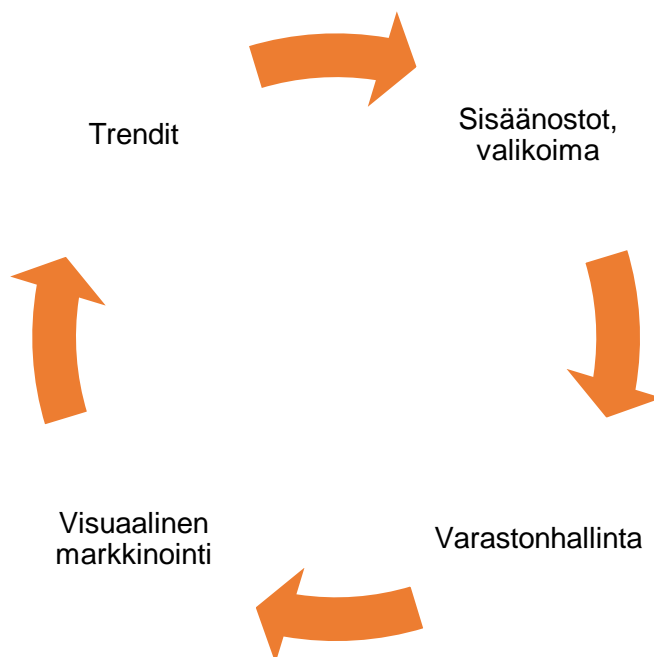 Trendit
Sisäänostot,
valikoima
Visuaalinen
markkinointi
Varastonhallinta